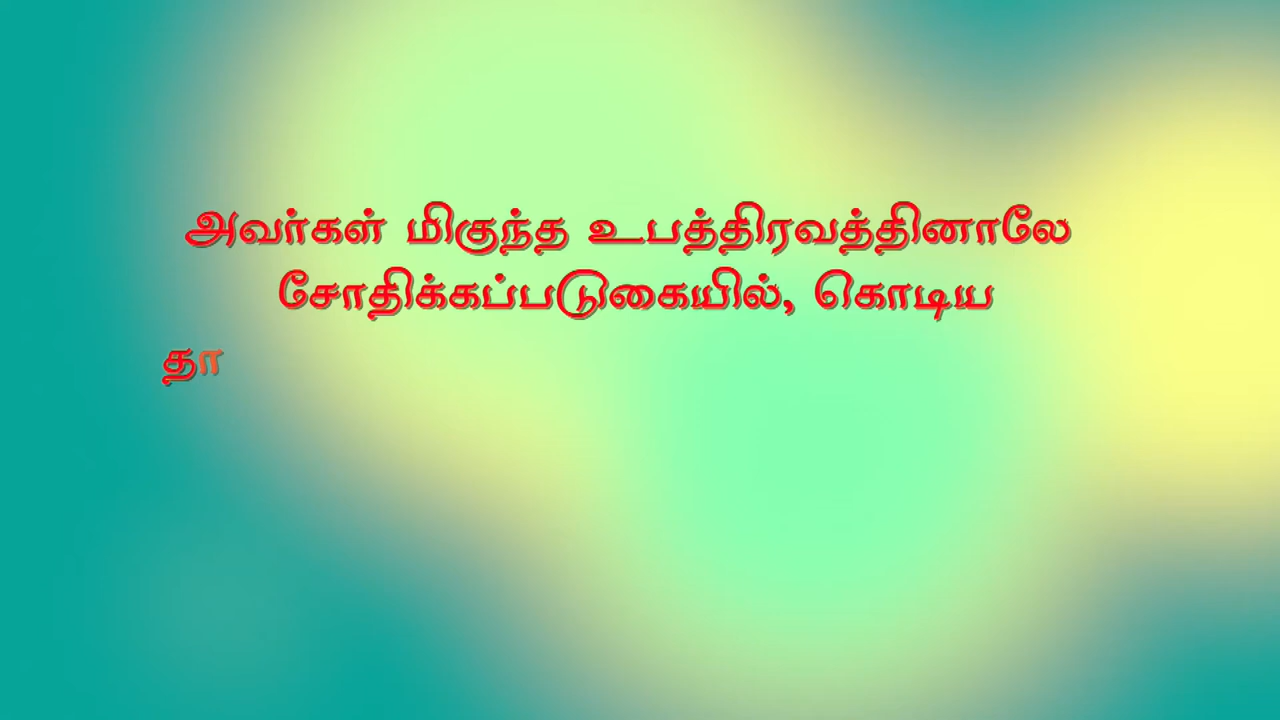 அவர்கள் மிகுந்த உபத்திரவத்தினாலே
சோதிக்கப்படுகையில், கொடிய
தா